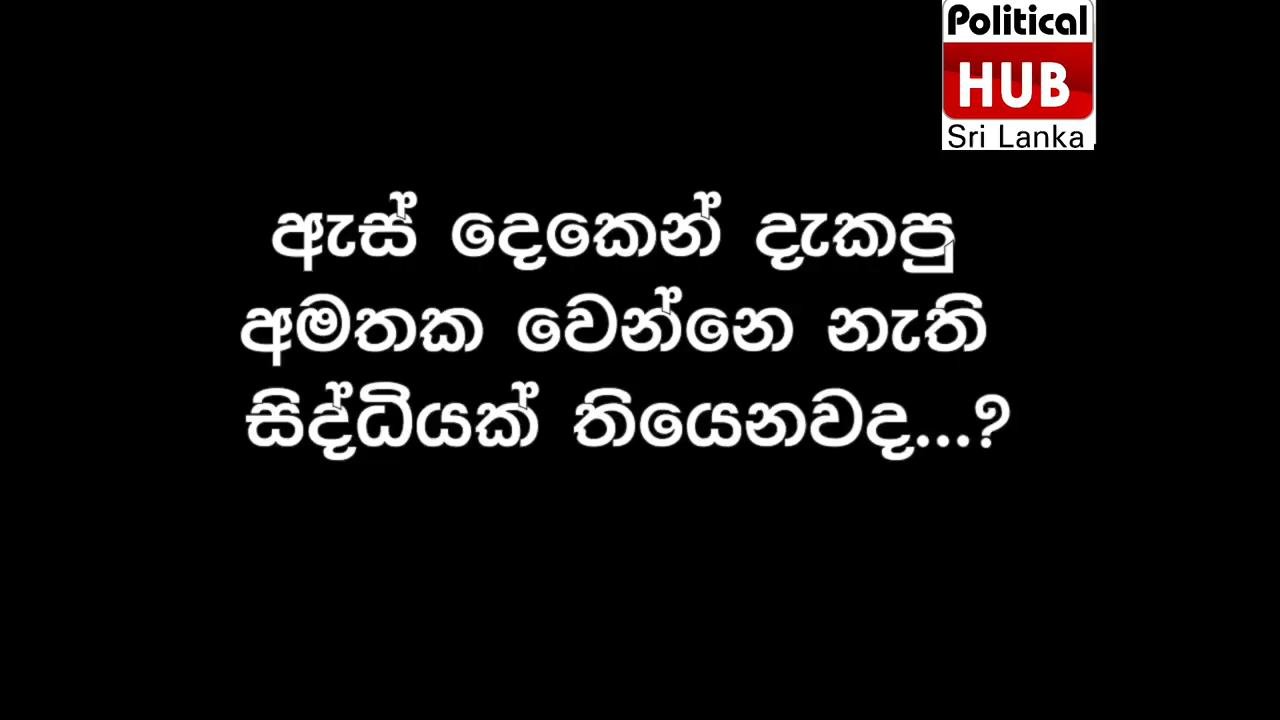 Political
HUB
Sri Lanka
ඇස් දෙකෙන් දැකපු
අමතක වෙන්නෙ නැති
සිද්ධියක් තියෙනවද...?